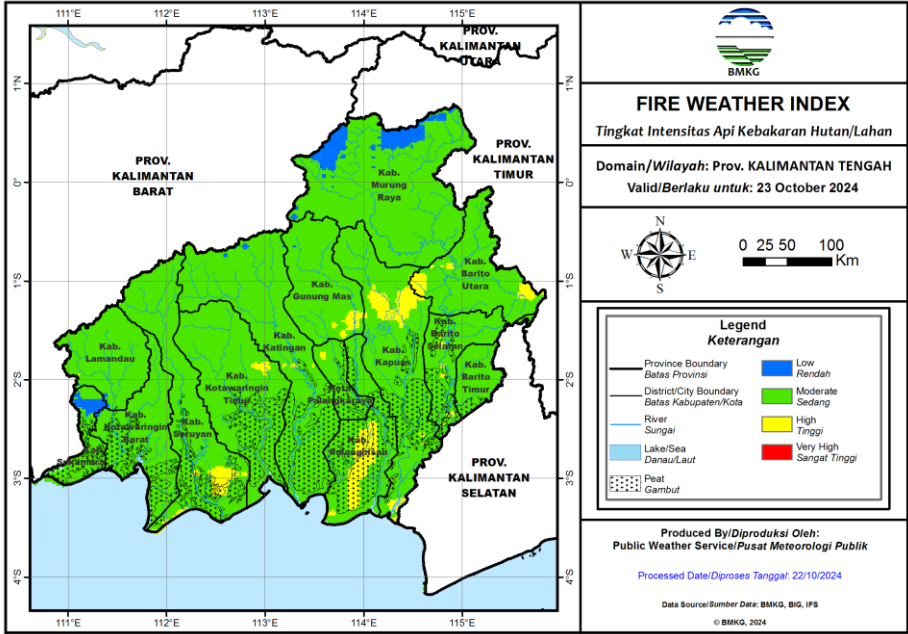 111°E 112°E 113°E 114°E 115°E
1°N
0°
1°S
2°S
3°S
4°S
1°N
0°
1°S
2°S
3°S
4°S
PROV.
KALIMANTAN
UTARA
PROV.
KALIMANTAN
BARAT
PROV.
KALIMANTAN
TIMUR
Kab.
Murung
Raya
Kab.
Barito
Utara
Kab.
Gunung Mas
Kab.
Barito
Selatan
Kab.
Katingan
Kab.
Lamandau
Kab.
Kapuas
Kab.
Barito
Timur
Kab.
Kotawaringin
Timur
Kota
Palangkaraya
Kab.
Kotawaringin
Barat
Kab.
Seruyan
Kab.
Kab.
Sukamara
PROV.
KALIMANTAN
SELATAN
111°E 112°E 113°E 114°E 115°E
BMKG
FIRE WEATHER INDEX
Tingkat Intensitas Api Kebakaran Hutan/Lahan
Domain/Wilayah: Prov. KALIMANTAN TENGAH
Valid/Berlaku untuk: 23 October 2024
N
W E
S
0 25 50 100
Km
Legend
Keterangan
Province Boundary
Batas Provinsi
District/City Boundary
Batas Kabupaten/Kota
River
Sungai
Lake/Sea
Danau/Laut
Peat
Gambut
Low
Rendah
Moderate
Sedang
High
Tinggi
Very High
Sangat Tinggi
Produced By/Diproduksi Oleh:
Public Weather Service/Pusat Meteorologi Publik
Processed Date/Diproses Tanggal: 22/10/2024
Data Source/Sumber Data: BMKG, BIG, IFS
© BMKG, 2024